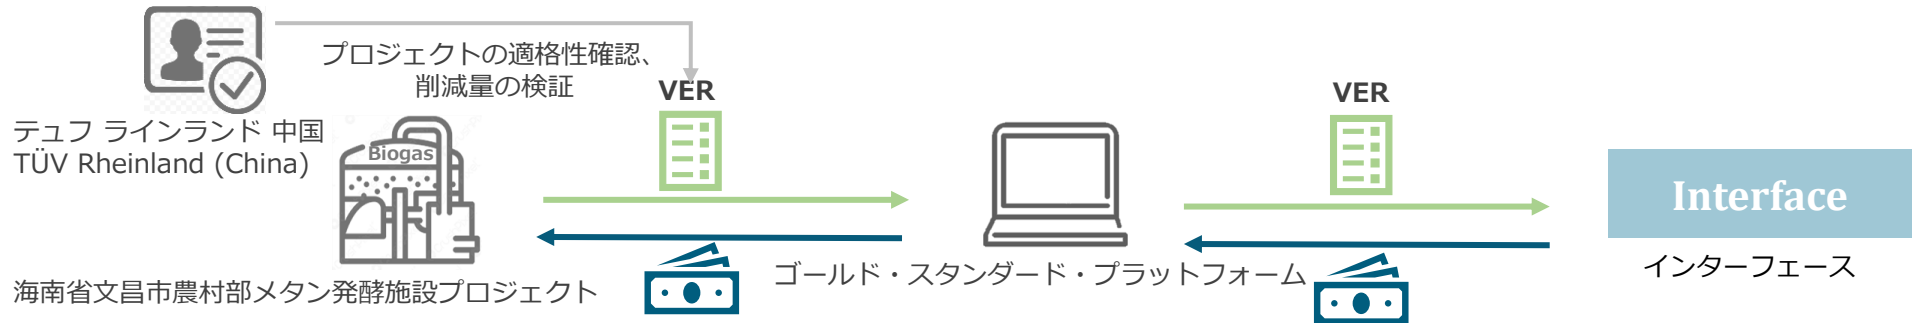 プロジェクトの適格性確認、
削減量の検証
VER
VER
テュフ ラインランド 中国
TÜV Rheinland (China)
Biogas
Interface
インターフェース
ゴールド・スタンダード・プラットフォーム
海南省文昌市農村部メタン発酵施設プロジェクト